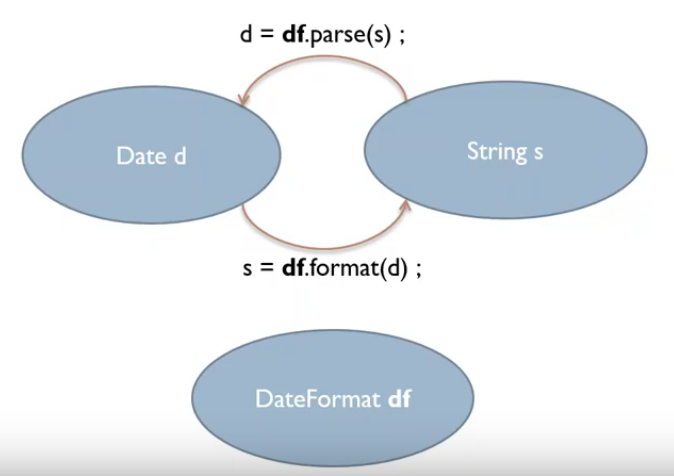 d = df.parse(s) ;
Date d
String s
s = df.format(d) ;
DateFormat df